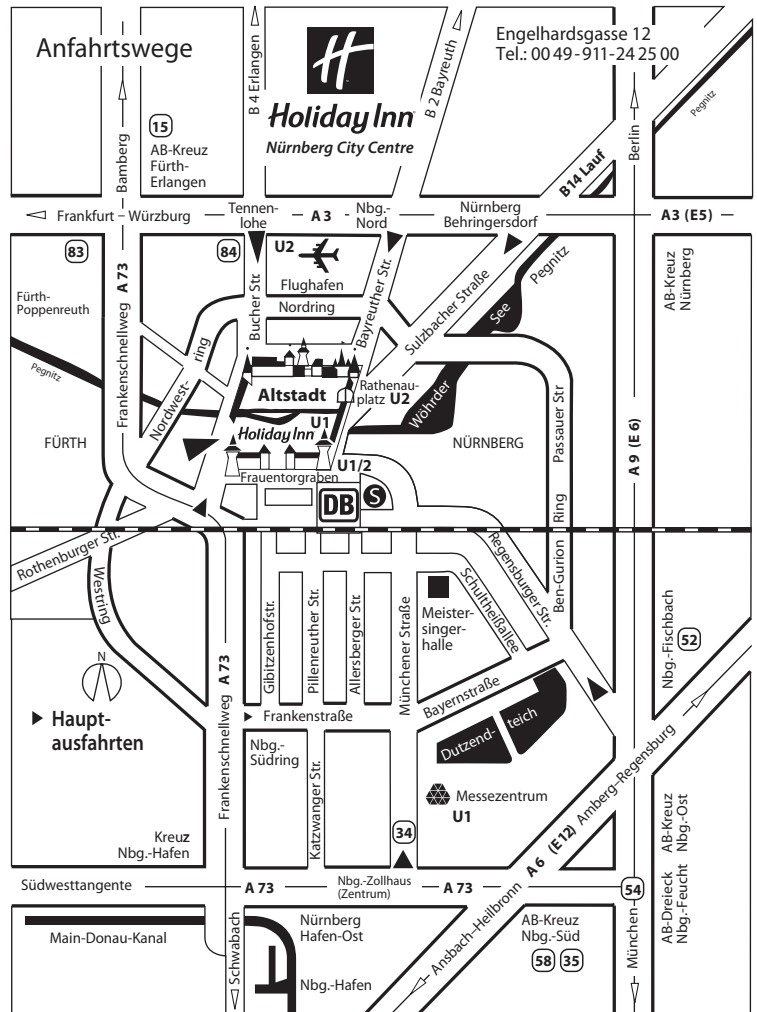 Anfahrtswege
B 4 Erlangen
H
Holiday Inn
Nürnberg City Centre
B 2 Bayreuth
Engelhardsgasse 12
Tel.: 00 49 - 911 - 24 25 00
Berlin
Pegnitz
Bamberg
15
AB-Kreuz
Fürth-
Erlangen
B14 Lauf
Frankfurt – Würzburg
Tennen-
lohe
A 3
Nbg.-
Nord
Nürnberg
Behringersdorf
A3 (E5)
83
A 73
84
U2
Flughafen
Nordring
Bucher Str.
Bayreuther Str.
Sulzbacher Straße
Pegnitz
AB-Kreuz
Nürnberg
Fürth-
Poppenreuth
See
Frankenschnellweg
Pegnitz
Nordwest-
ring
Altstadt
Rathenau-
platz U2
Wöhrder
Holiday Inn
U1
FÜRTH
NÜRNBERG
Passauer Str
A 9 (E 6)
U1/2
Frauentorgraben
DB
S
Ring
Rothenburger Str.
Westring
Regensburger Str.
Ben-Gurion
Schultheißallee
Gibitzenhofstr.
Pillenreuther Str.
Allersberger Str.
Münchener Straße
Meister-
singer-
halle
Nbg.-Fischbach
52
N
A 73
Bayernstraße
Haupt-
ausfahrten
Frankenstraße
Dutzend-
teich
Frankenschnellweg
Nbg.-
Südring
Katzwanger Str.
Messezentrum
U1
Amberg–Regensburg
34
Kreuz
Nbg.-Hafen
A 6 (E12)
AB-Kreuz
Nbg.-Ost
Südwesttangente
A 73
Nbg.-Zollhaus
(Zentrum)
A 73
54
AB-Dreieck
Nbg.-Feucht
Main-Donau-Kanal
Schwabach
Nürnberg
Hafen-Ost
Nbg.-Hafen
Ansbach–Heilbronn
AB-Kreuz
Nbg.-Süd
58
35
München